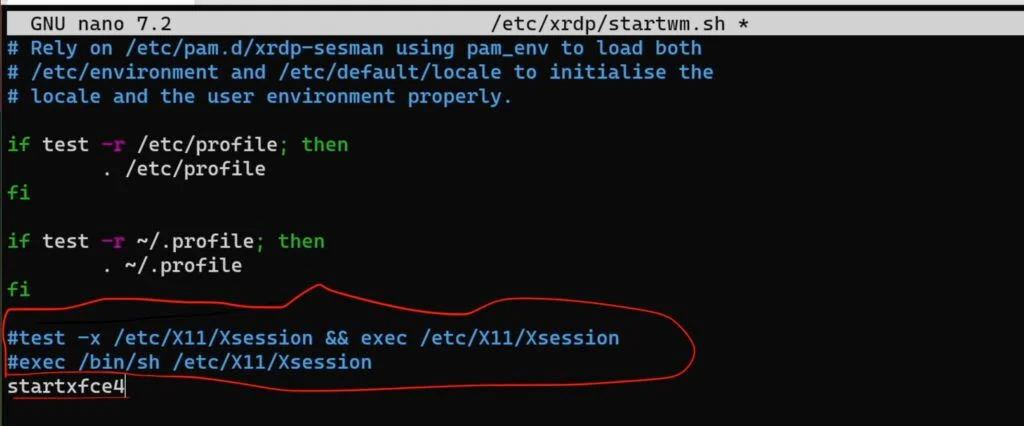 GNU nano 7.2 /etc/xrdp/startwm.sh *
# Rely on /etc/pam.d/xrdp-sesman using pam_env to load both
# /etc/environment and /etc/default/locale to initialise the
# locale and the user environment properly.
if test -r /etc/profile; then
. /etc/profile
fi
if test -r ~/.profile; then
. ~/.profile
fi
#test -x /etc/X11/Xsession && exec /etc/X11/Xsession
#exec /bin/sh /etc/X11/Xsession
startxfce4